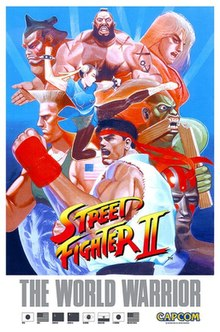 STREET
FIGHTER II
THE WORLD WARRIOR
CAPCOM